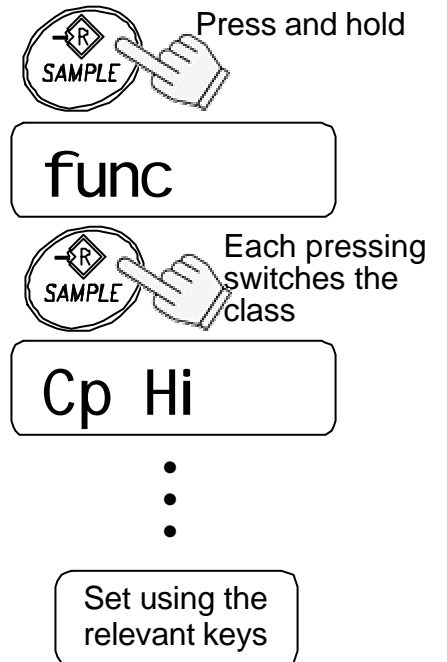 R
SAMPLE
Press and hold
func
R
SAMPLE
Each pressing
switches the
class
Cp Hi
Set using the
relevant keys